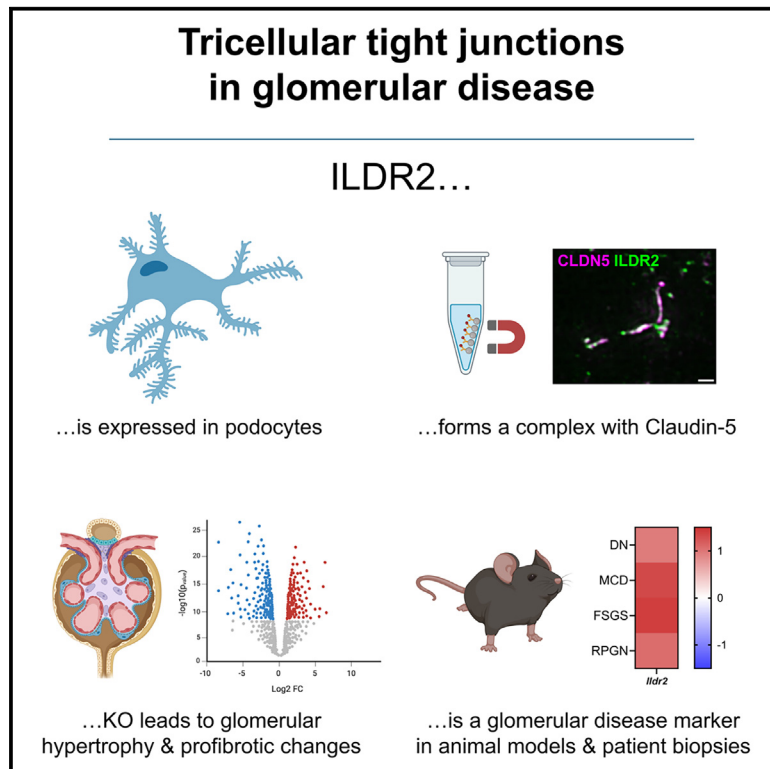 Tricellular tight junctions
in glomerular disease
ILDR2...
CLDN5 ILDR2
...is expressed in podocytes
...forms a complex with Claudin-5
-log10(pvalue)
25
20
15
10
5
0
-10
-5
0
5
10
Log2 FC
DN
MCD
FSGS
RPGN
Ildr2
1
0
-1
...KO leads to glomerular
hypertrophy & profibrotic changes
...is a glomerular disease marker
in animal models & patient biopsies